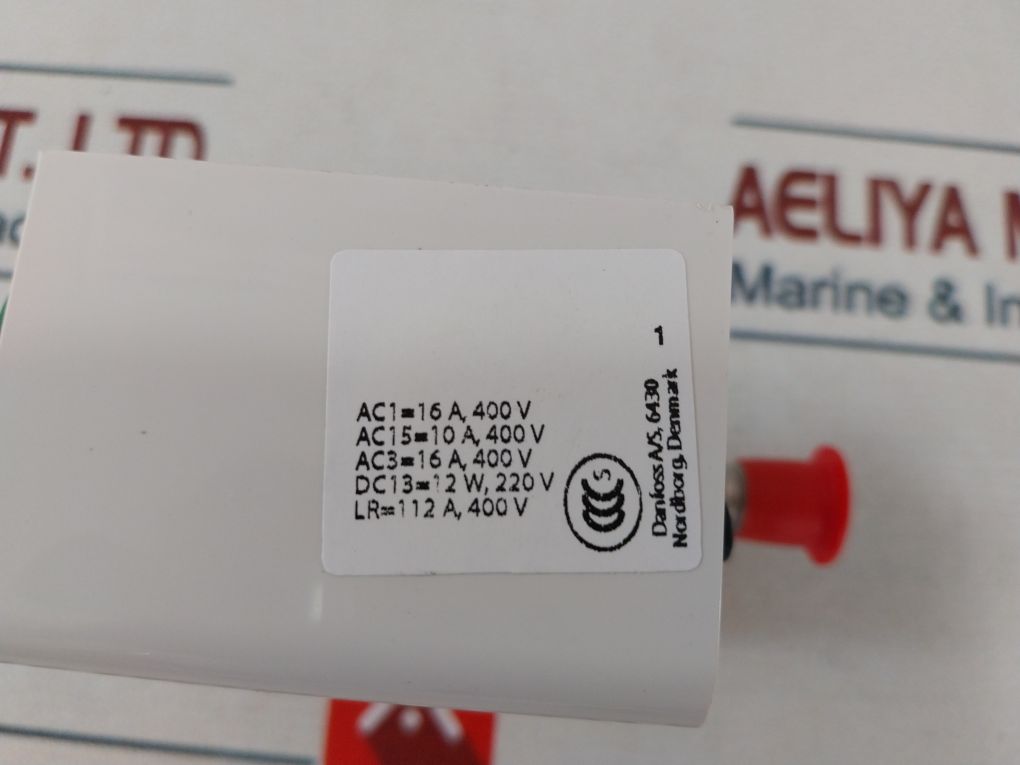 T. LTD
AELIYA M
Marine & In
AC1=16 A, 400 V
AC15=10 A, 400 V
AC3=16 A, 400 V
DC13=12 W, 220 V
LR=112 A, 400 V
CCC S
Danfoss A/S, 6430
Nordborg, Denmark